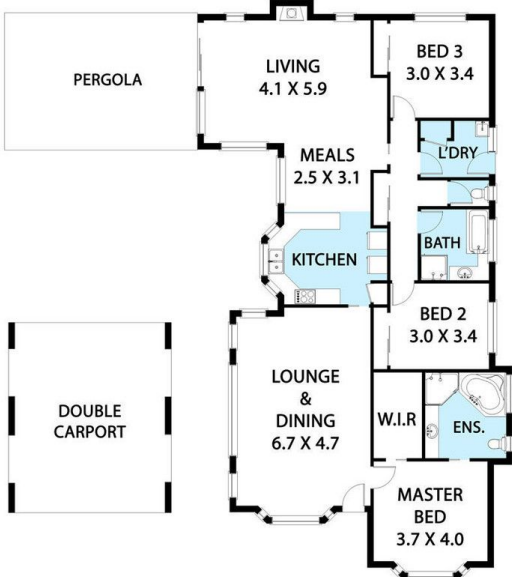 PERGOLA
LIVING
4.1 X 5.9
BED 3
3.0 X 3.4
MEALS
2.5 X 3.1
L'DRY
KITCHEN
BATH
BED 2
3.0 X 3.4
DOUBLE
CARPORT
LOUNGE
&
DINING
6.7 X 4.7
W.I.R
ENS.
MASTER
BED
3.7 X 4.0